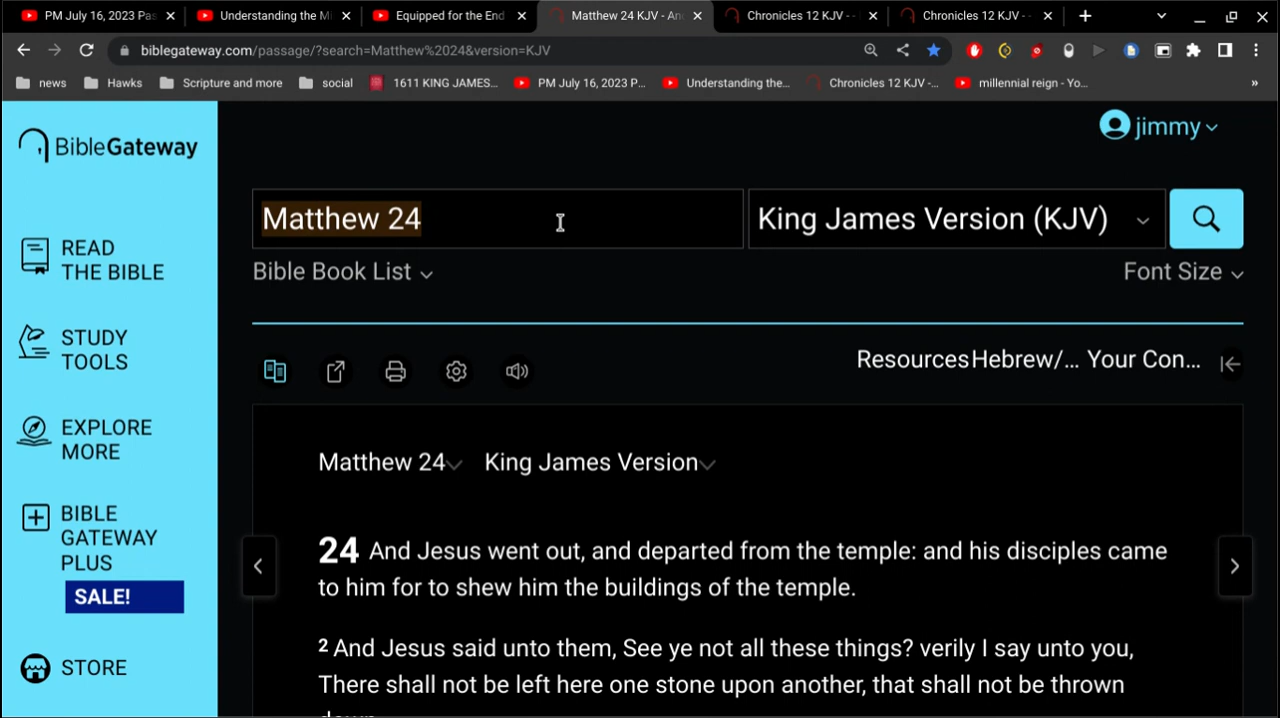 PM July 16, 2023 Pas
Understanding the Mi
Equipped for the End
Matthew 24 KJV - An
Chronicles 12 KJV - -
Chronicles 12 KJV - -
biblegateway.com/passage/?search=Matthew%2024&version=KJV
news
Hawks
Scripture and more
social
1611 KING JAMES...
PM July 16, 2023 P...
Understanding the...
Chronicles 12 KJV -...
millennial reign - Yo...
»
BibleGateway
jimmy
Matthew 24
King James Version (KJV)
Bible Book List
Font Size
READ
THE BIBLE
STUDY
TOOLS
EXPLORE
MORE
BIBLE
GATEWAY
PLUS
SALE!
STORE
Resources Hebrew/... Your Con...
Matthew 24 King James Version
24 And Jesus went out, and departed from the temple: and his disciples came
to him for to shew him the buildings of the temple.
2 And Jesus said unto them, See ye not all these things? verily I say unto you,
There shall not be left here one stone upon another, that shall not be thrown